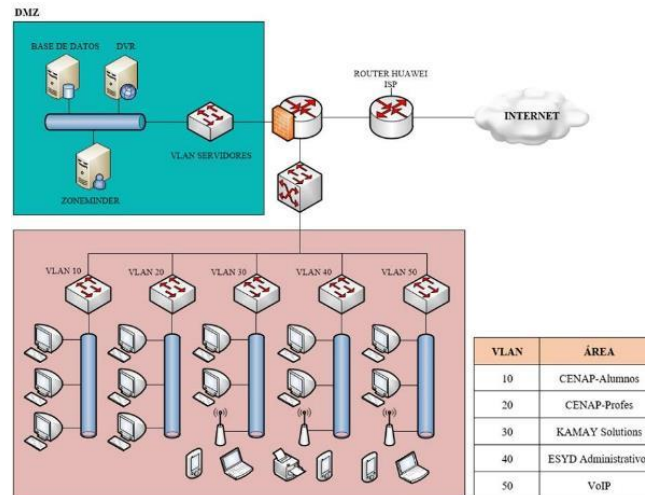 DMZ
BASE DE DATOS
DVR
ROUTER HUAWEI
ISP
INTERNET
VLAN SERVIDORES
ZONEMINDER
VLAN 10
VLAN 20
VLAN 30
VLAN 40
VLAN 50
VLAN ÁREA
10 CENAP-Alumnos
20 CENAP-Profes
30 KAMAY Solutions
40 ESYD Administrativo
50 VoIP